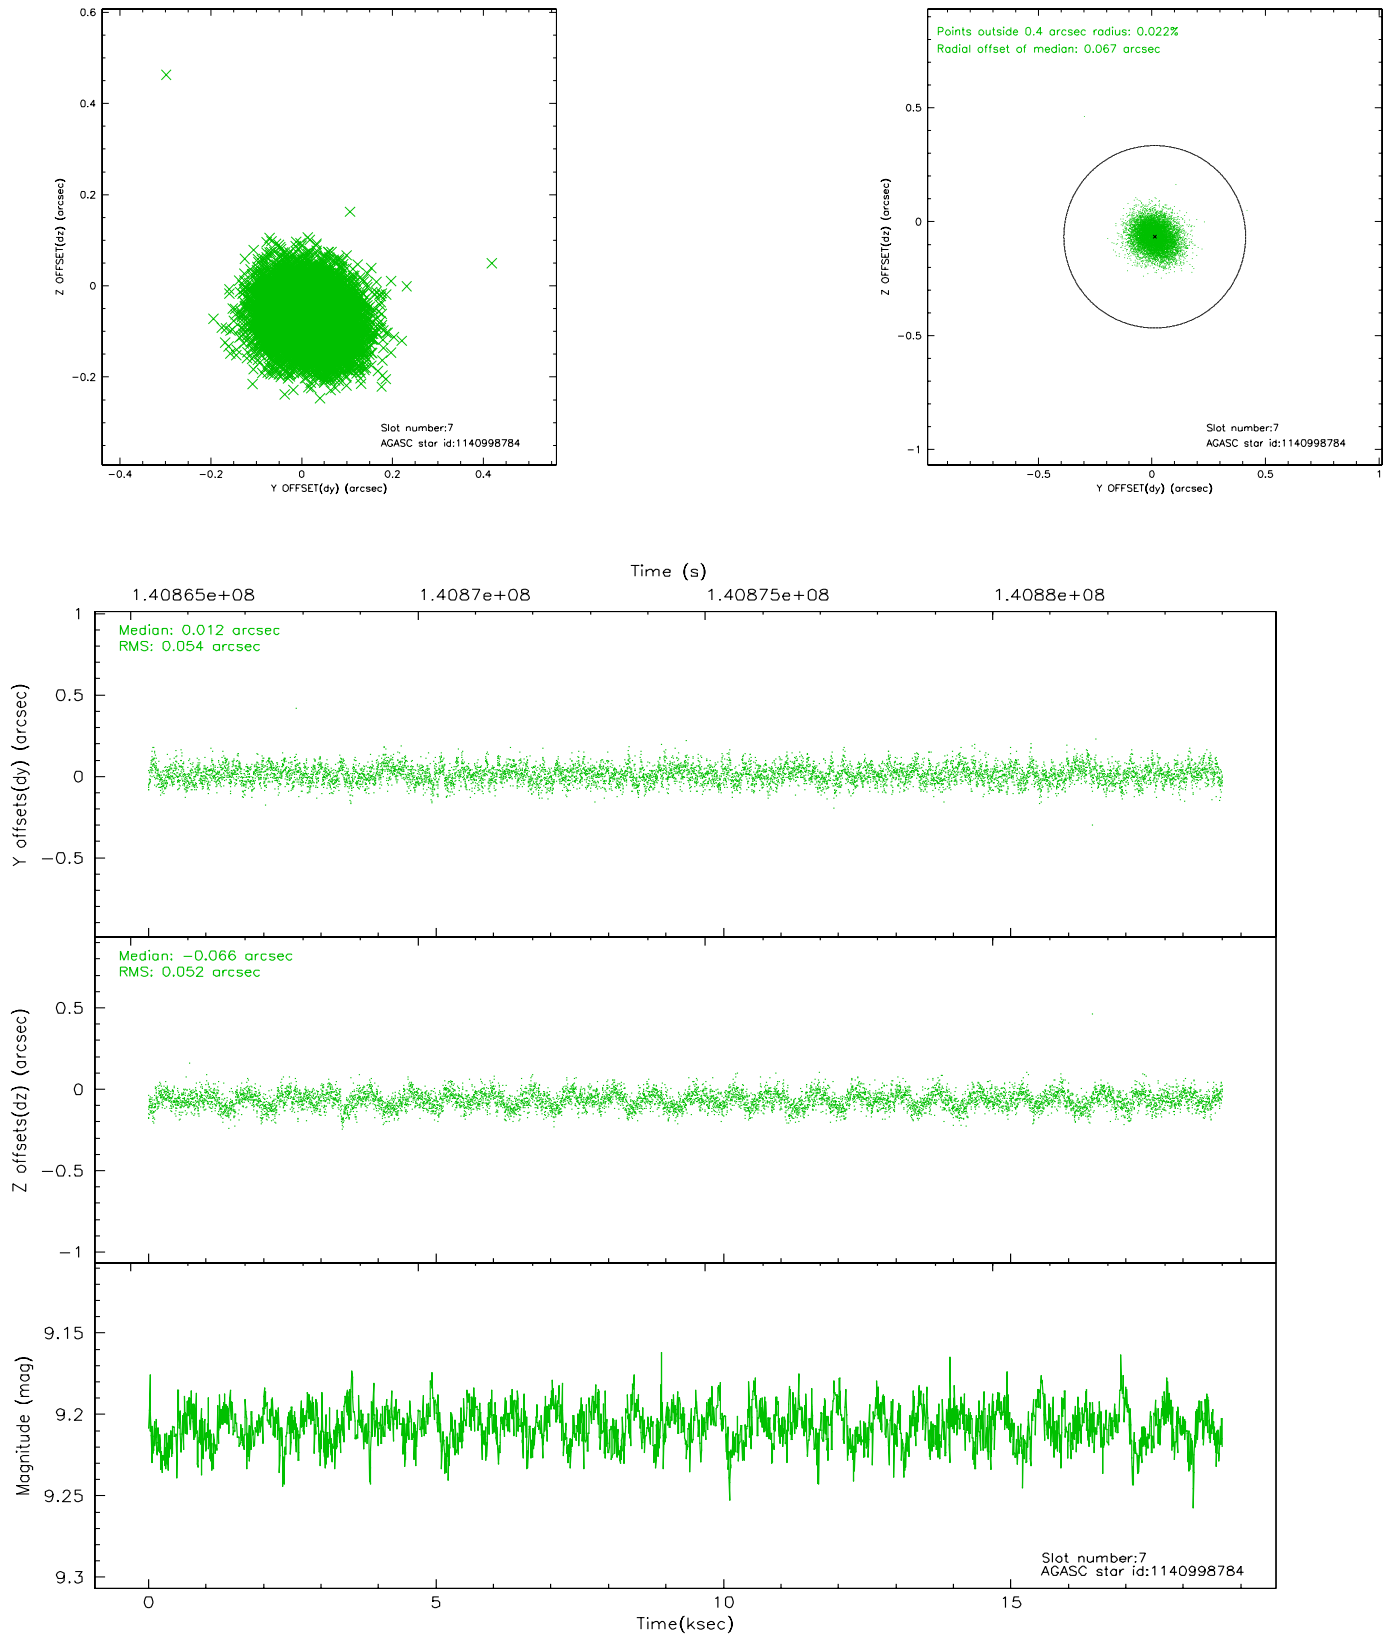 0.6
0.4
0.2
0
−0.2
Z OFFSET(dz) (arcsec)
Slot number:7
AGASC star id:1140998784
−0.4 −0.2 0 0.2 0.4
Y OFFSET(dy) (arcsec)
Points outside 0.4 arcsec radius: 0.022%
Radial offset of median: 0.067 arcsec
0.5
0
−0.5
−1
Z OFFSET(dz) (arcsec)
Slot number:7
AGASC star id:1140998784
−0.5 0 0.5 1
Y OFFSET(dy) (arcsec)
Time (s)
1.40865e+08 1.4087e+08 1.40875e+08 1.4088e+08
Median: 0.012 arcsec
RMS: 0.054 arcsec
1
0.5
0
−0.5
Y offsets(dy) (arcsec)
Median: −0.066 arcsec
RMS: 0.052 arcsec
0.5
0
−0.5
−1
Z offsets(dz) (arcsec)
9.15
9.2
9.25
9.3
Magnitude (mag)
Slot number:7
AGASC star id:1140998784
0 5 10 15
Time(ksec)